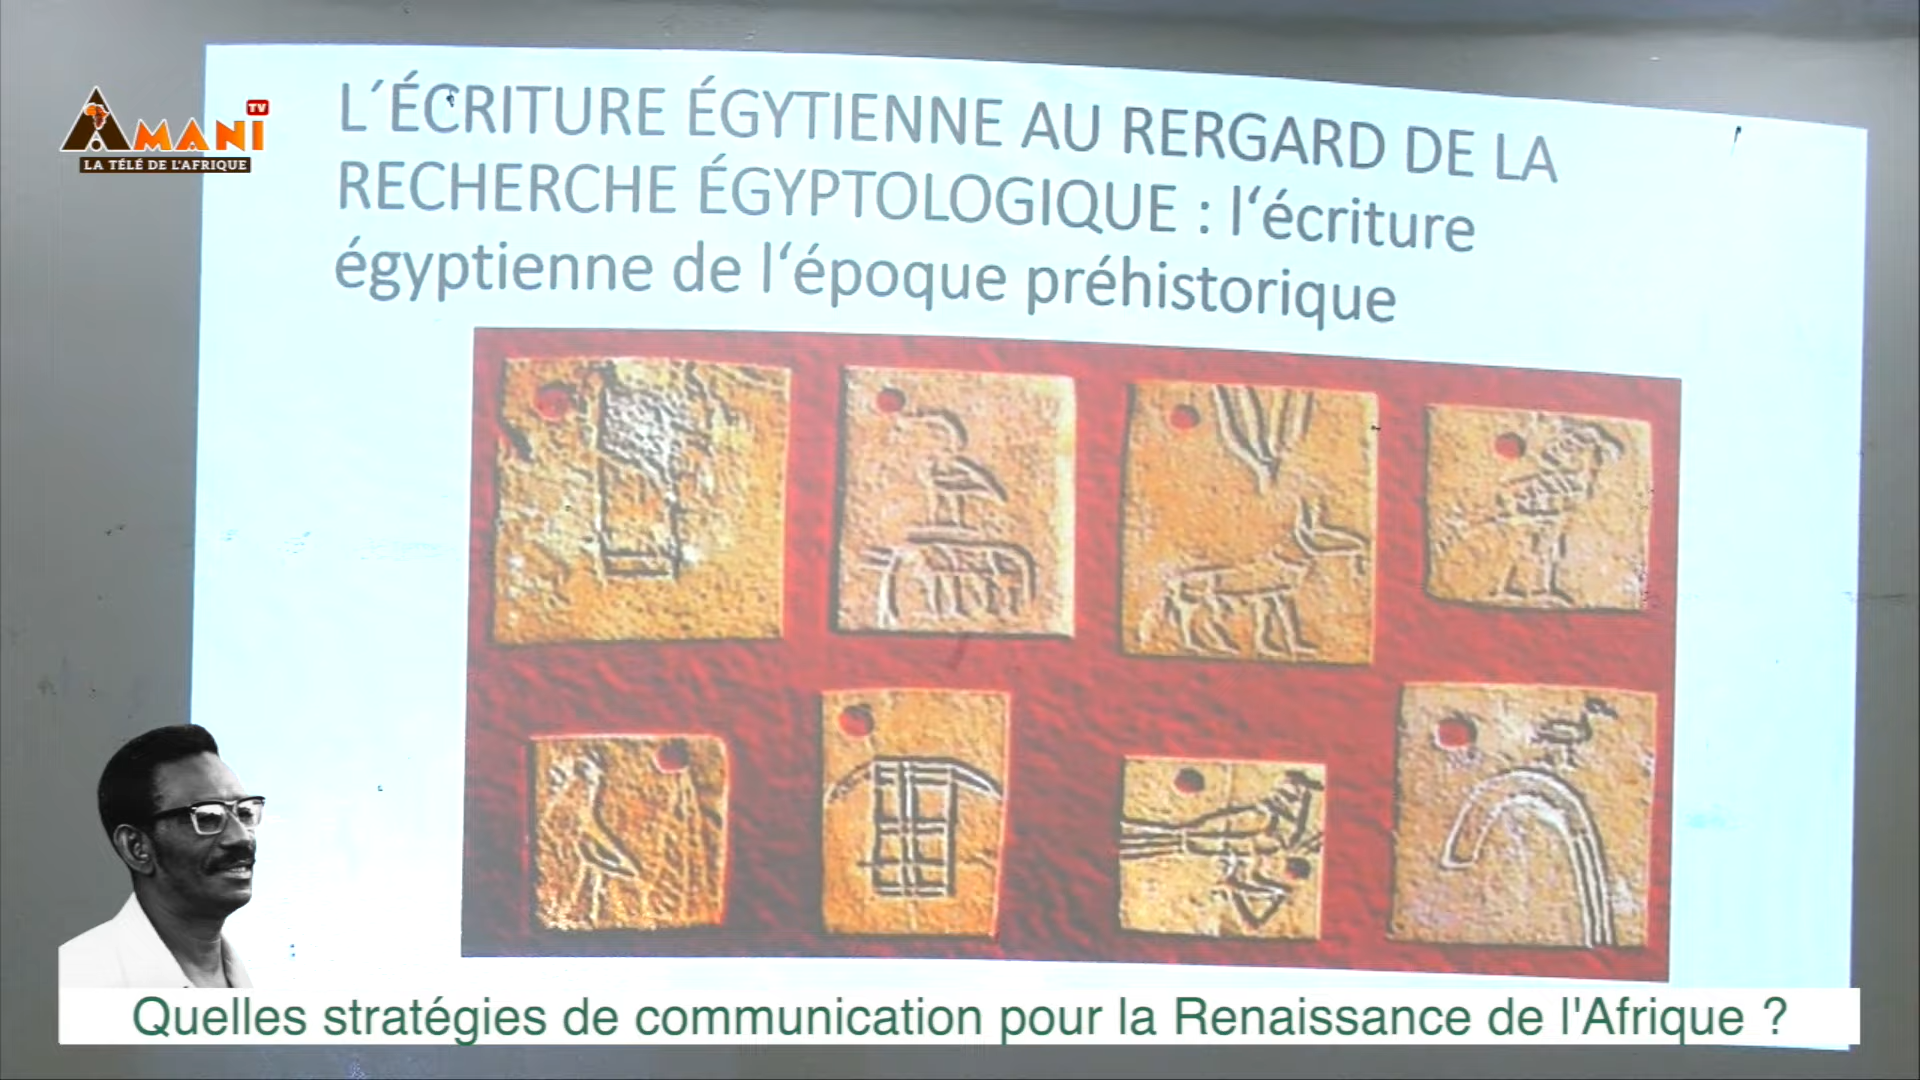 AMANI TV
LA TÉLÉ DE L'AFRIQUE
L´ÉCRITURE ÉGYTIENNE AU RERGARD DE LA
RECHERCHE ÉGYPTOLOGIQUE : l‘écriture
égyptienne de l‘époque préhistorique
Quelles stratégies de communication pour la Renaissance de l'Afrique ?